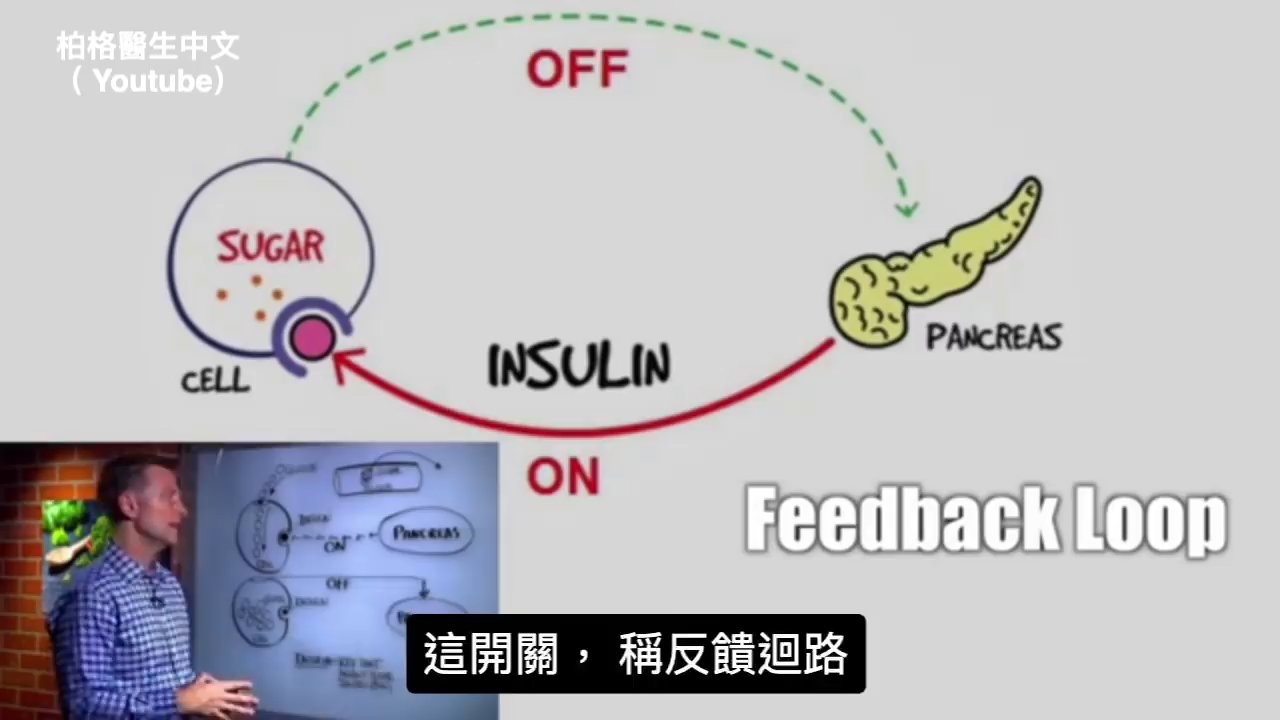 柏格醫生中文
（ Youtube）
OFF
SUGAR
CELL
INSULIN
PANCREAS
ON
Feedback Loop
PANCREAS
ON
OFF
這開關， 稱反饋迴路